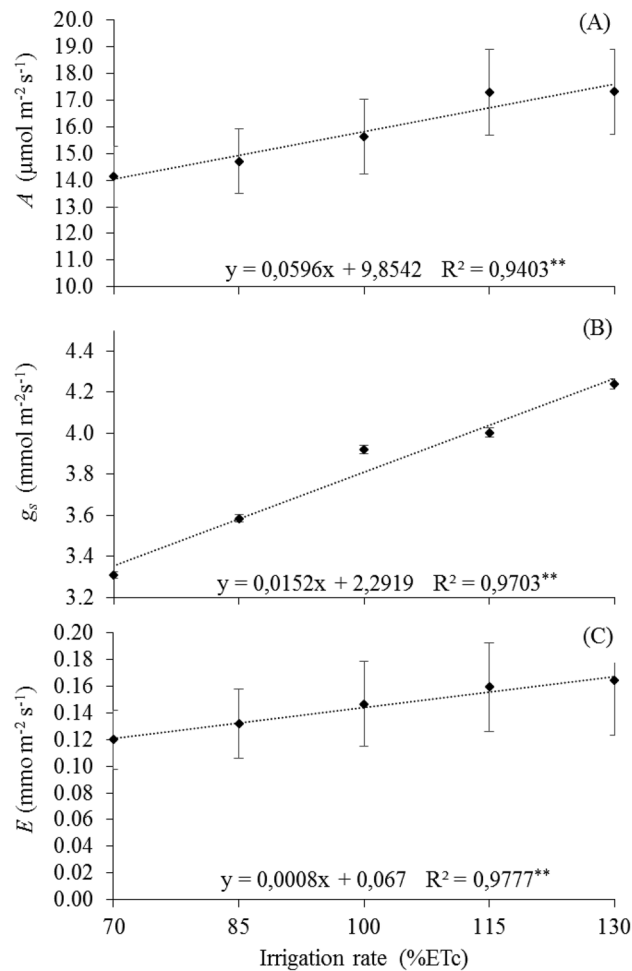 (A)
20.0
19.0
18.0
17.0
16.0
15.0
14.0
13.0
12.0
11.0
10.0
A (µmol m⁻² s⁻¹)
y = 0,0596x + 9,8542 R² = 0,9403**
(B)
4.4
4.2
4.0
3.8
3.6
3.4
3.2
gₛ (mmol m⁻²s⁻¹)
y = 0,0152x + 2,2919 R² = 0,9703**
(C)
0.20
0.18
0.16
0.14
0.12
0.10
0.08
0.06
0.04
0.02
0.00
E (mmo m⁻² s⁻¹)
y = 0,0008x + 0,067 R² = 0,9777**
70 85 100 115 130
Irrigation rate (%ETc)